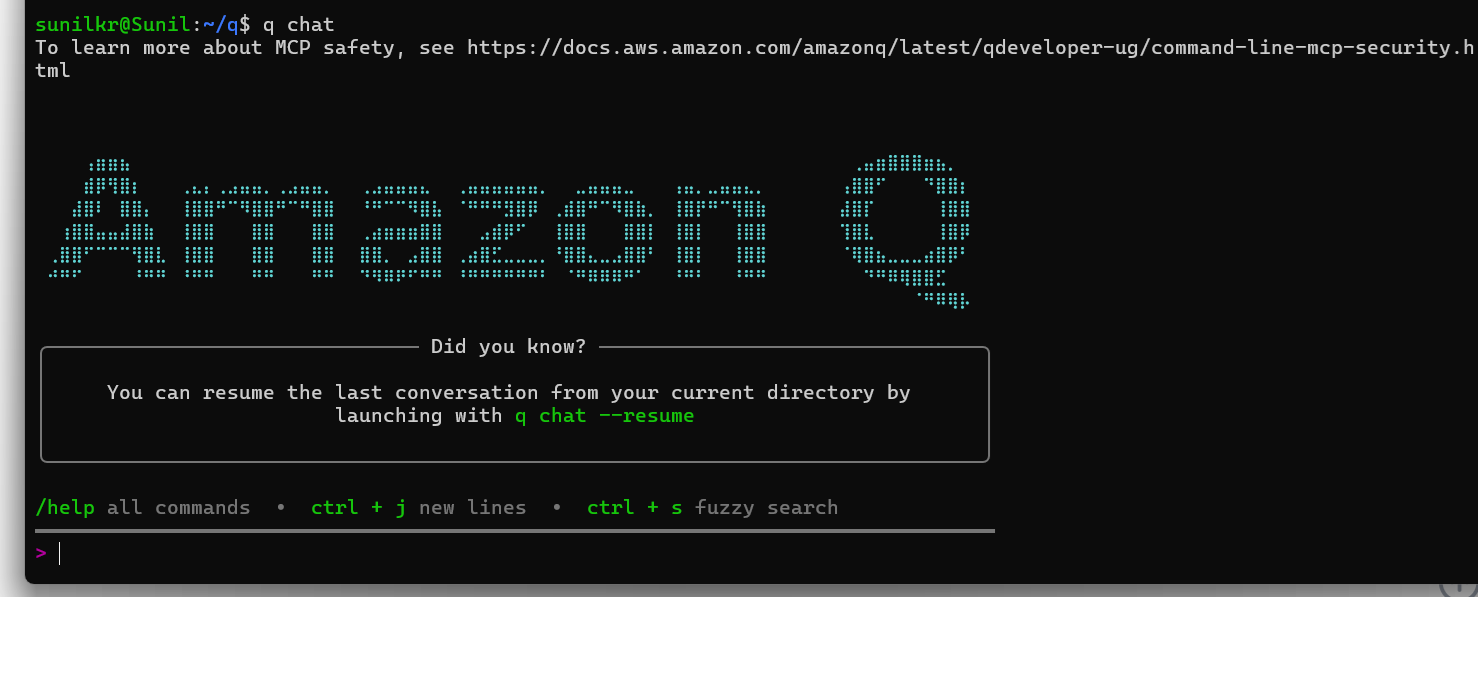 sunilkr@Sunil:~/q$ q chat
To learn more about MCP safety, see https://docs.aws.amazon.com/amazonq/latest/qdeveloper-ug/command-line-mcp-security.h
tml
Amazon Q
Did you know?
You can resume the last conversation from your current directory by
launching with q chat --resume
/help all commands • ctrl + j new lines • ctrl + s fuzzy search
>